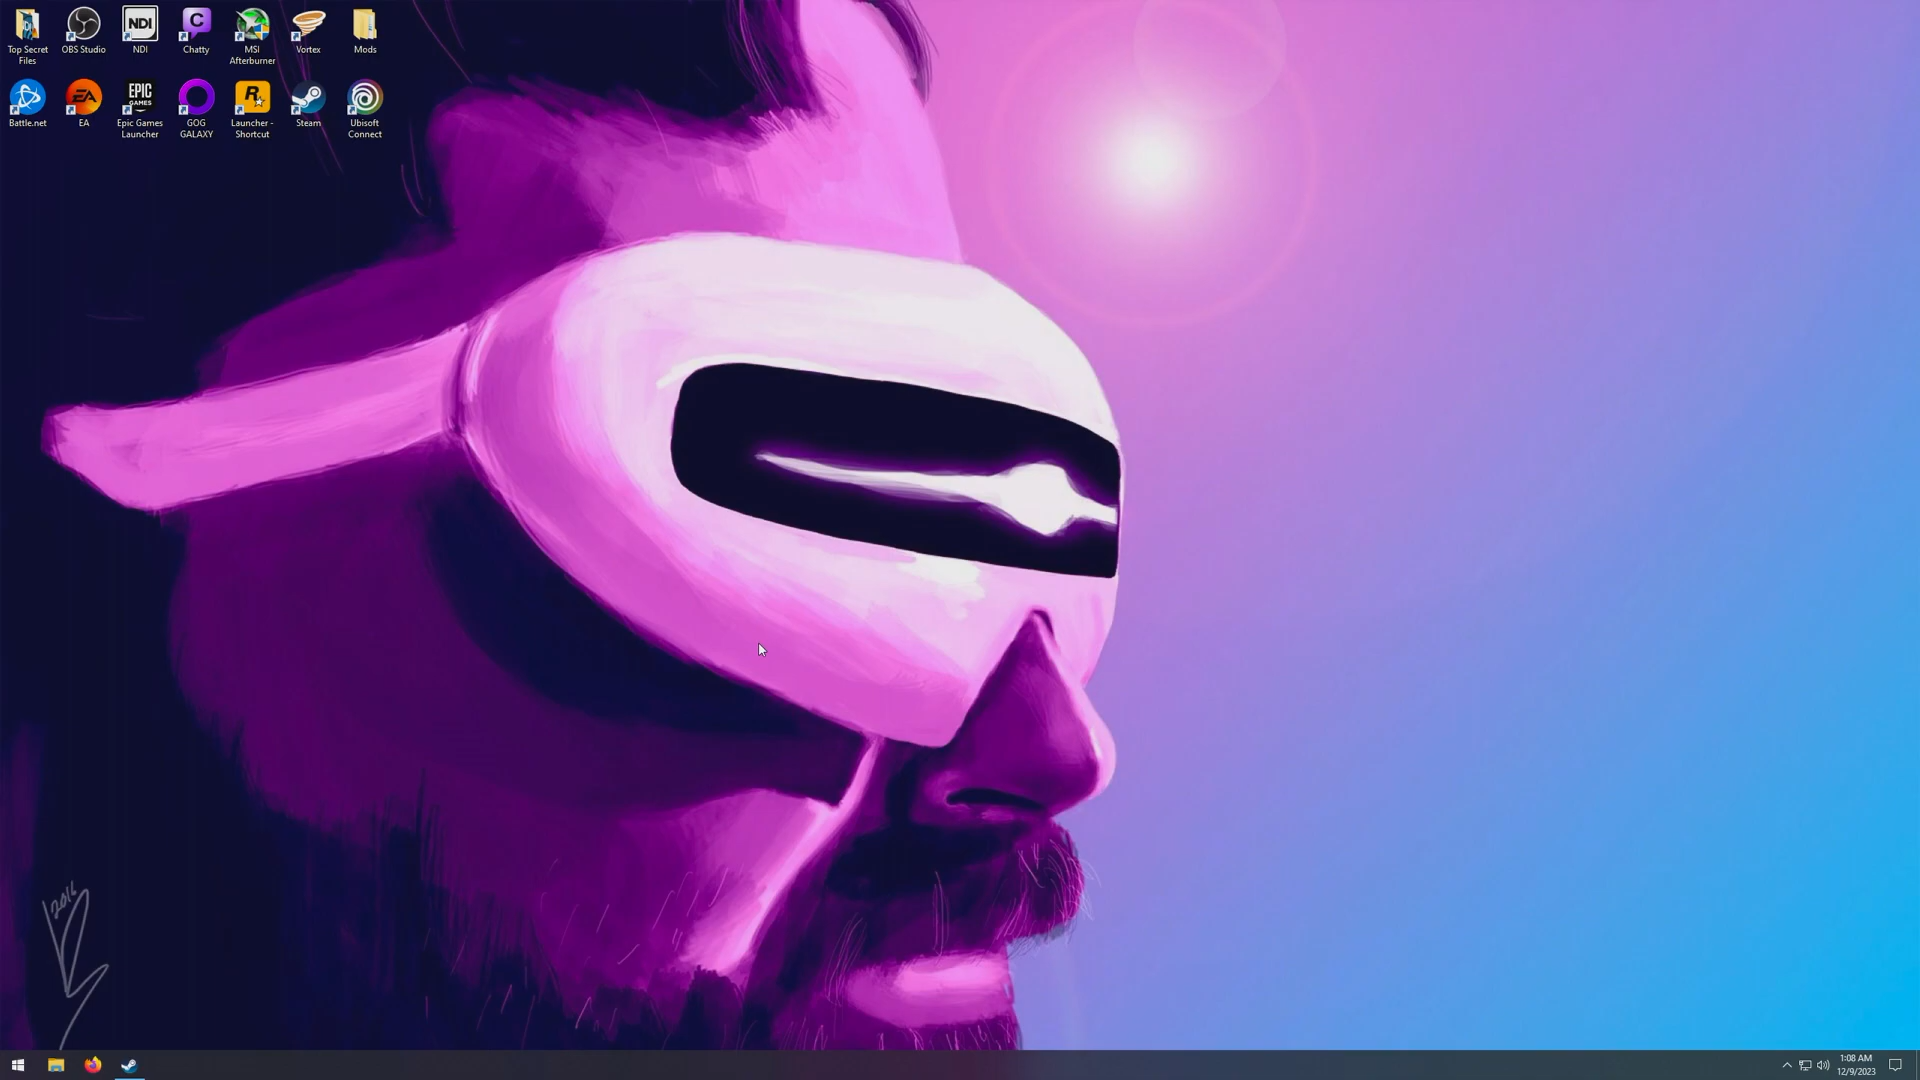 Top Secret
Files
OBS Studio
NDI
Chatty
MSI
Afterburner
Vortex
Mods
NDI
C
Battle.net
EA
Epic Games
Launcher
GOG
GALAXY
Launcher -
Shortcut
Steam
Ubisoft
Connect
EA
EPIC
GAMES
R
2016
1:08 AM
12/9/2023